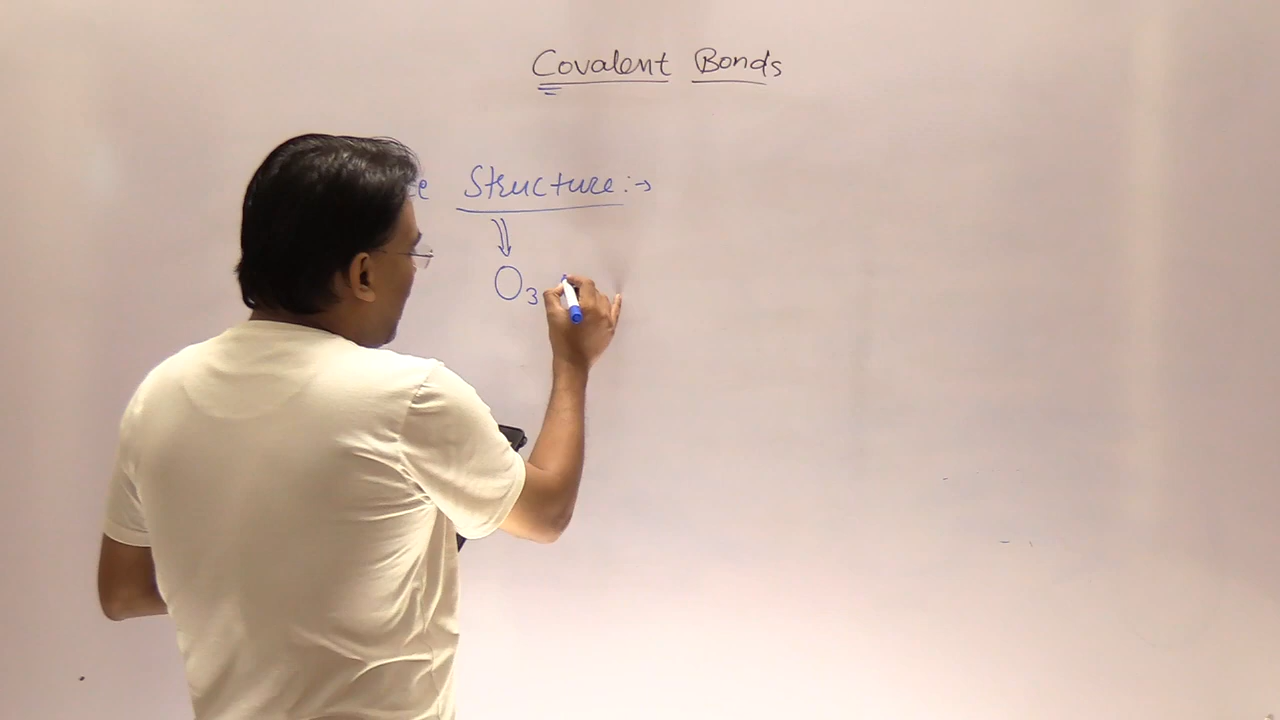 Covalent Bonds
Structure:→
⇓
O₃